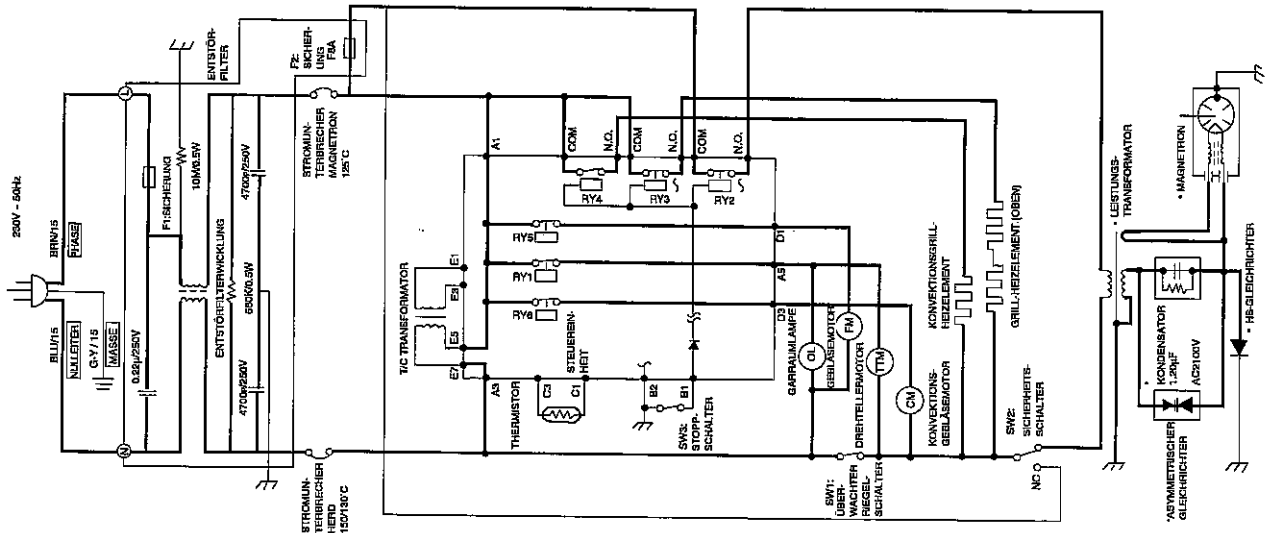 230V ~ 50Hz
BRN/15
PHASE
BLU/15
NULLEITER
G-Y / 15
MASSE
L
N
0.22µ/250V
F1:SICHERUNG
10M/0.5W
ENTSTÖR-
FILTER
F2:
SICHER-
UNG
F8A
ENTSTÖRFILTERWICKLUNG
4700p/250V
4700p/250V
STROMUN-
TERBRECHER
MAGNETRON
125°C
STROMUN-
TERBRECHER
HERD
150/130°C
T/C TRANSFORMATOR
E1
E3
E5
E7
A1
A3
COM
N.O.
COM
N.O.
COM
N.O.
RY4
RY3
RY2
RY5
RY1
RY6
D1
A5
D3
THERMISTOR
C3
C1
STEUEREIN-
HEIT
B2
B1
SW3:
STOPP-
SCHALTER
GARRAUMLAMPE
OL
GEBLÄSEMOTOR
FM
DREHTELLERMOTOR
TTM
KONVEKTIONS-
GEBLÄSEMOTOR
CM
SW1:
ÜBER-
WACHTER
RIEGEL-
SCHALTER
KONVEKTIONSGRILL-
HEIZELEMENT
GRILL-HEIZELEMENT (OBEN)
SW2:
SICHERHEITS-
SCHALTER
NC
* LEISTUNGS-
TRANSFORMATOR
* MAGNETRON
*
KONDENSATOR
1,20µF
AC2100V
*ASYMMETRISCHER
GLEICHRICHTER
* HS-GLEICHRICHTER